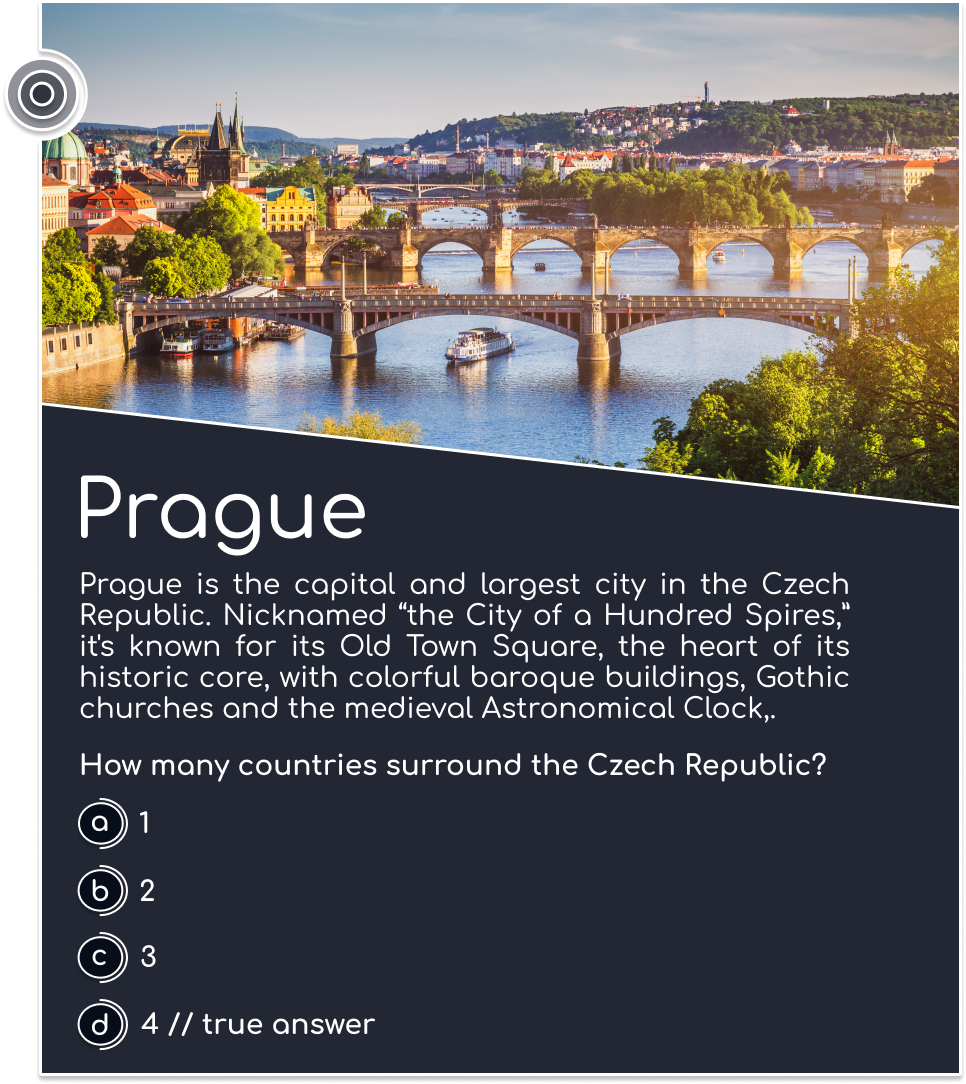 Prague
Prague is the capital and largest city in the Czech
Republic. Nicknamed “the City of a Hundred Spires,”
it's known for its Old Town Square, the heart of its
historic core, with colorful baroque buildings, Gothic
churches and the medieval Astronomical Clock,.
How many countries surround the Czech Republic?
a 1
b 2
c 3
d 4 // true answer